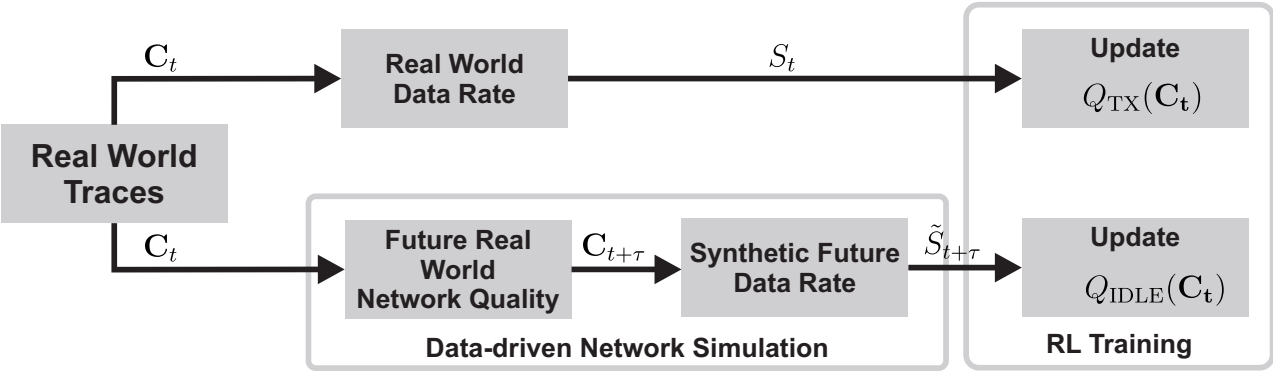 Real World
Traces
C_t
Real World
Data Rate
S_t
Update
Q_TX(C_t)
C_t
Future Real
World
Network Quality
C_{t+τ}
Synthetic Future
Data Rate
S̃_{t+τ}
Update
Q_IDLE(C_t)
Data-driven Network Simulation
RL Training